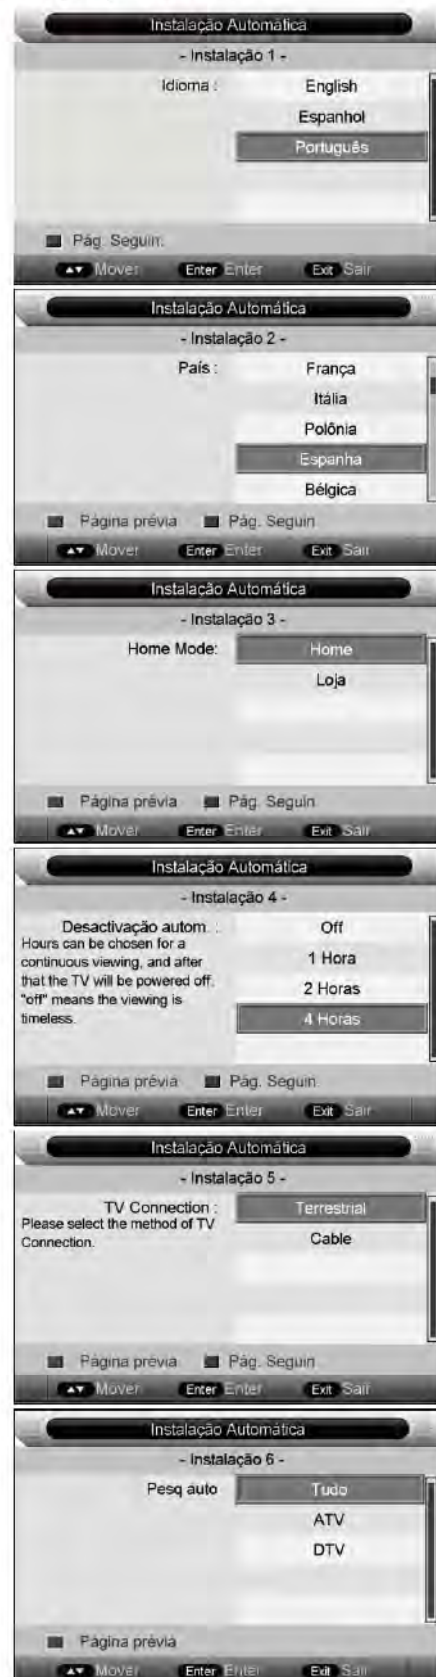 Instalação Automática
- Instalação 1 -
Idioma : English
Espanhol
Português
Pág. Seguin.
Mover Enter Enter Exit Sair
Instalação Automática
- Instalação 2 -
País : França
Itália
Polônia
Espanha
Bélgica
Página prévia Pág. Seguin
Mover Enter Enter Exit Sair
Instalação Automática
- Instalação 3 -
Home Mode: Home
Loja
Página prévia Pág. Seguin
Mover Enter Enter Exit Sair
Instalação Automática
- Instalação 4 -
Desactivação autom. : Off
Hours can be chosen for a
continuous viewing, and after
that the TV will be powered off.
"off" means the viewing is
timeless.
1 Hora
2 Horas
4 Horas
Página prévia Pág. Seguin
Mover Enter Enter Exit Sair
Instalação Automática
- Instalação 5 -
TV Connection : Terrestrial
Please select the method of TV
Connection.
Cable
Página prévia Pág. Seguin
Mover Enter Enter Exit Sair
Instalação Automática
- Instalação 6 -
Pesq auto Tudo
ATV
DTV
Página prévia
Mover Enter Enter Exit Sair